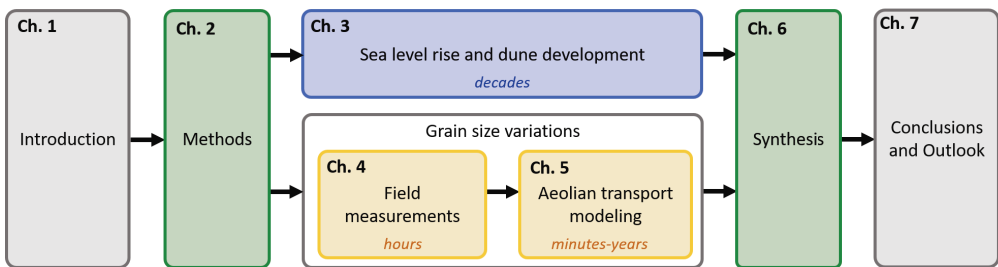 Ch. 1
Introduction
Ch. 2
Methods
Ch. 3
Sea level rise and dune development
decades
Grain size variations
Ch. 4
Field
measurements
hours
Ch. 5
Aeolian transport
modeling
minutes-years
Ch. 6
Synthesis
Ch. 7
Conclusions
and Outlook